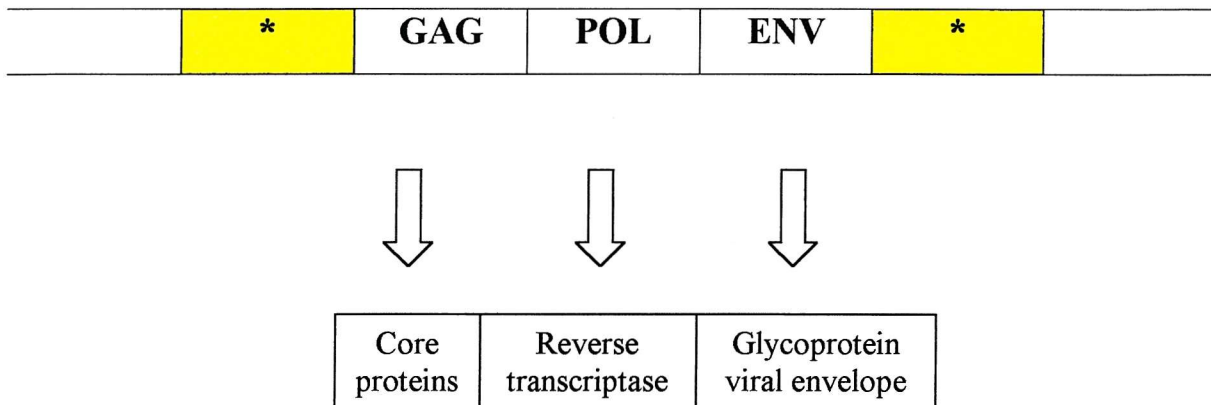 * GAG POL ENV *
Core Reverse Glycoprotein
proteins transcriptase viral envelope